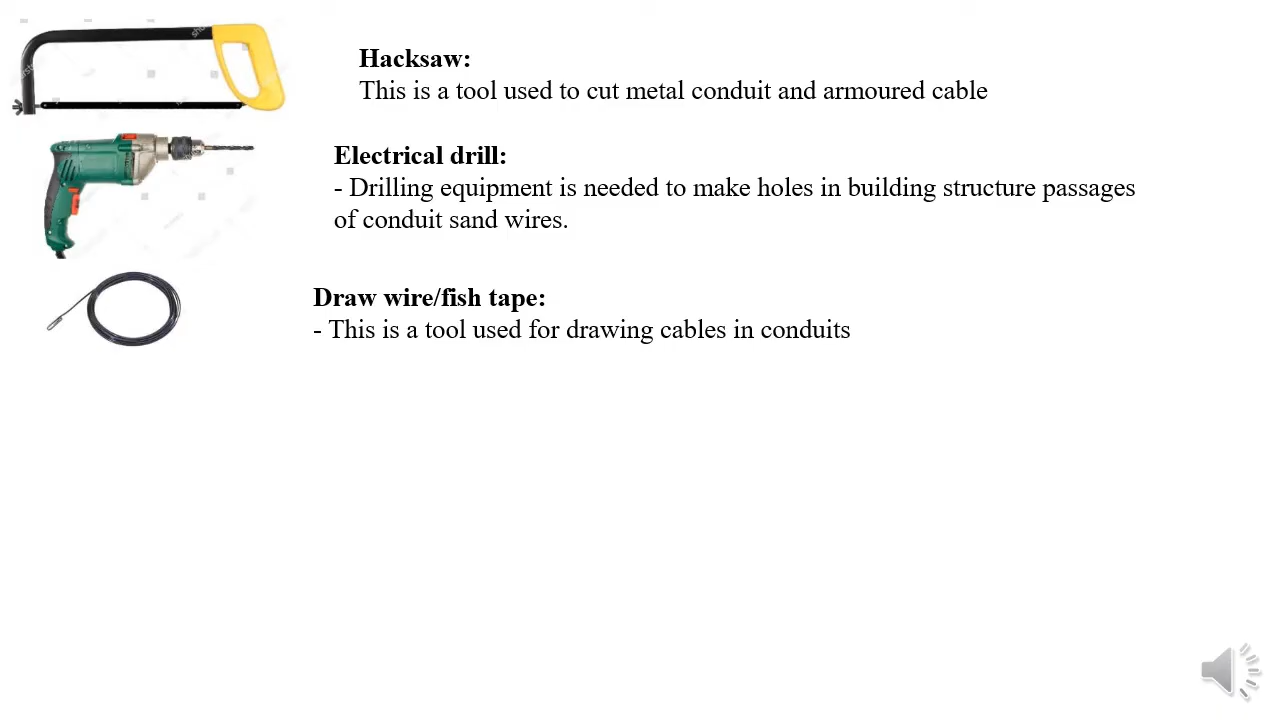 Hacksaw:
This is a tool used to cut metal conduit and armoured cable
Electrical drill:
- Drilling equipment is needed to make holes in building structure passages
of conduit sand wires.
Draw wire/fish tape:
- This is a tool used for drawing cables in conduits